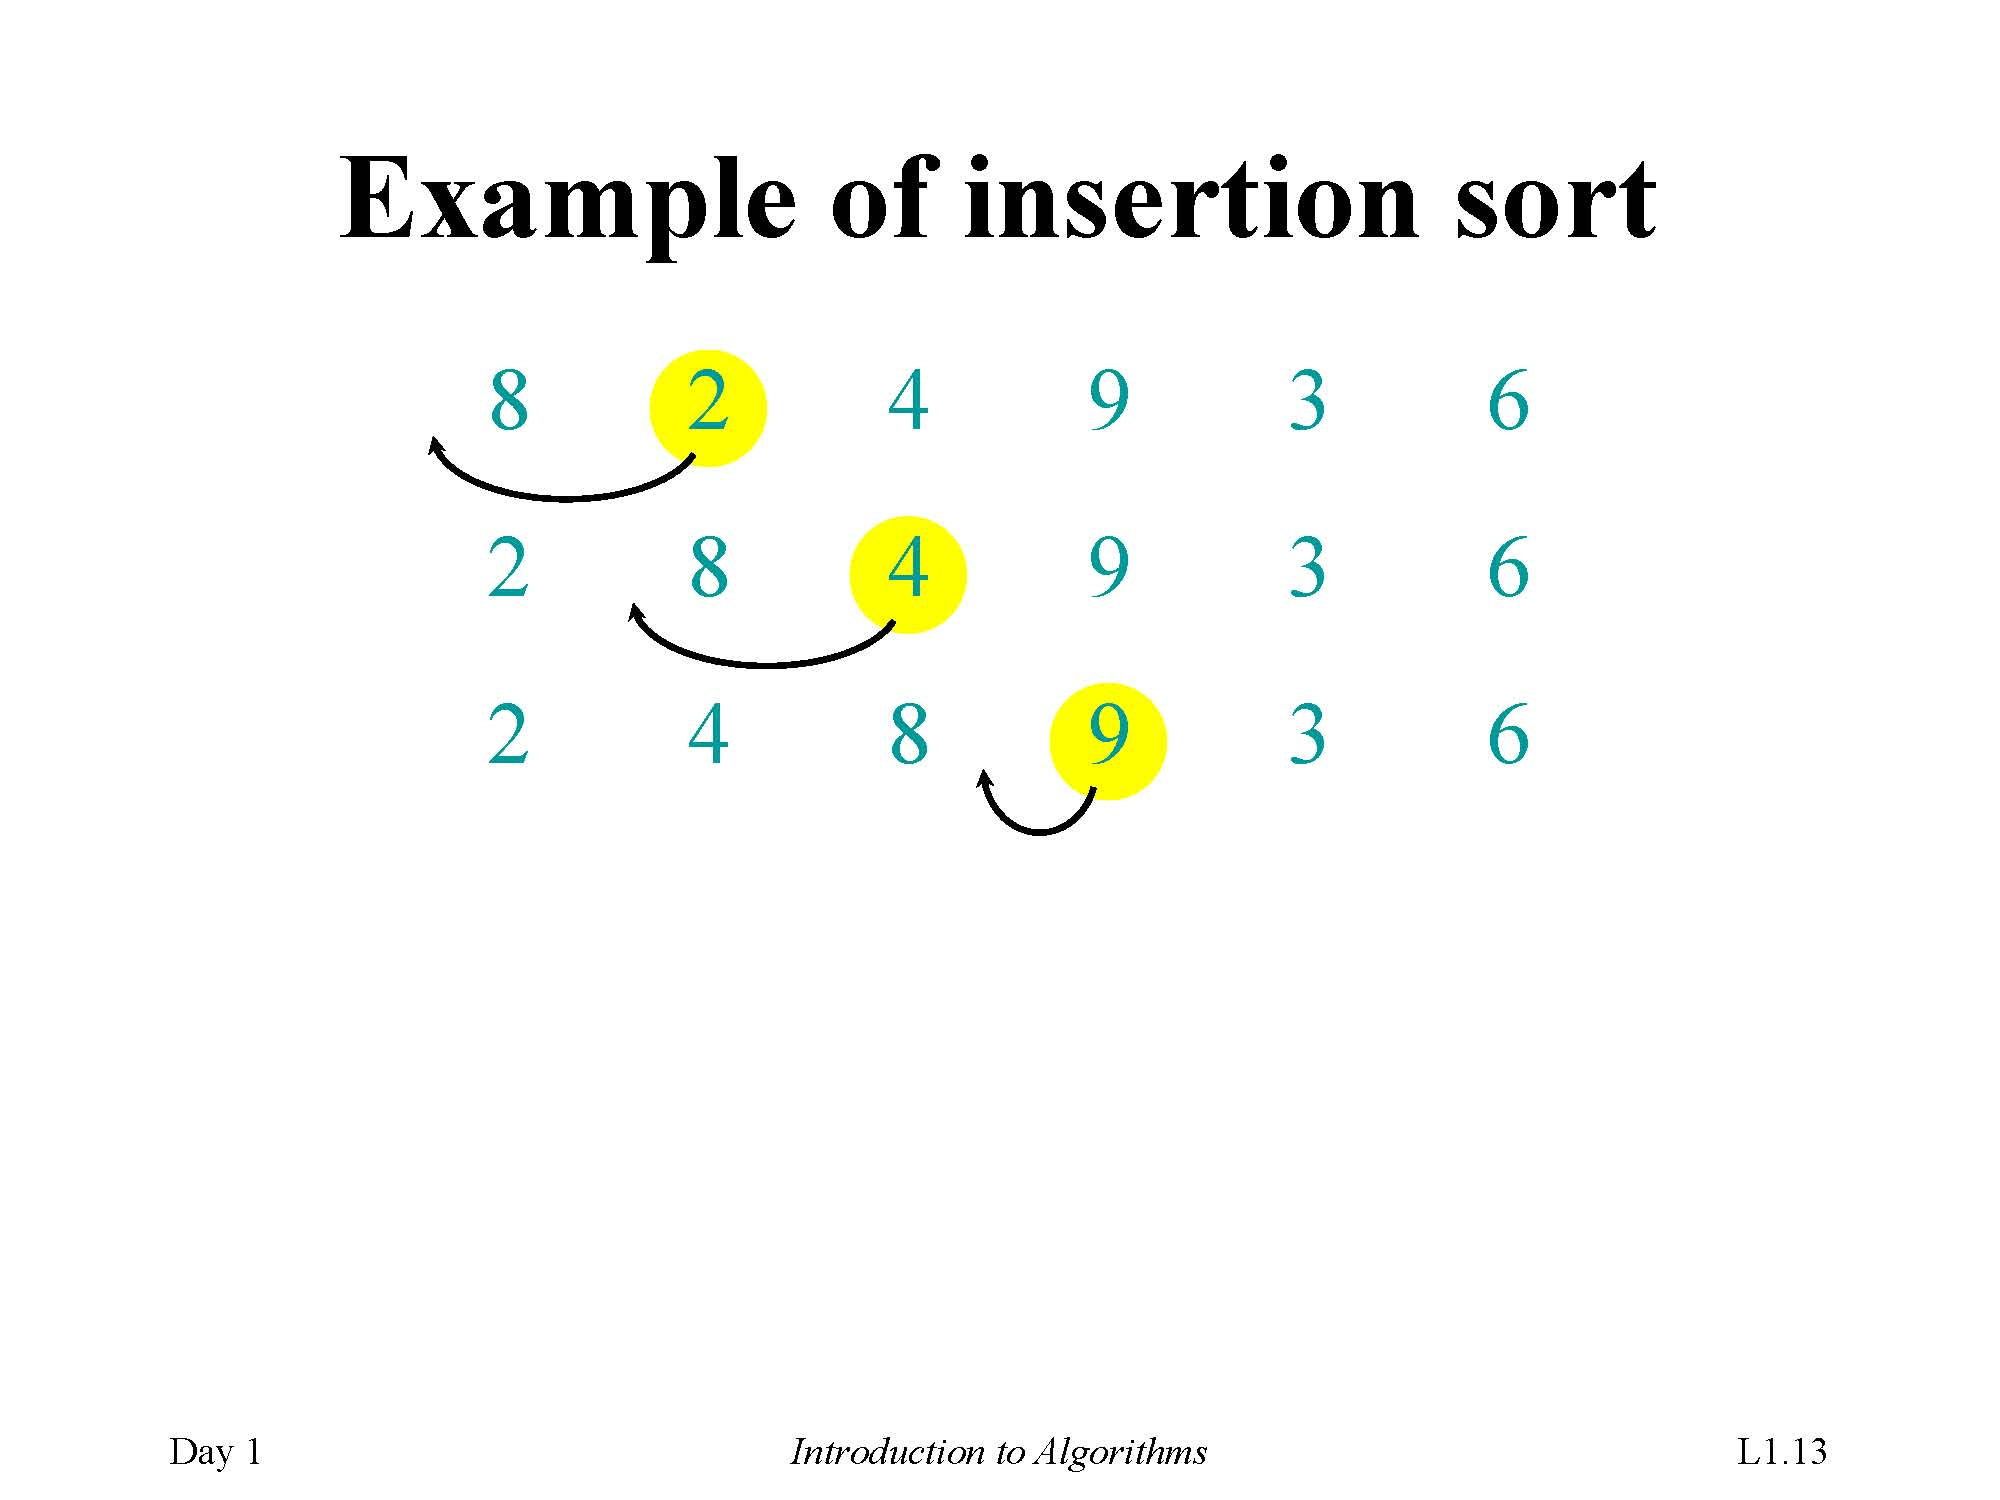 Example of insertion sort
8 2 4 9 3 6
2 8 4 9 3 6
2 4 8 9 3 6
Day 1 Introduction to Algorithms L1.13